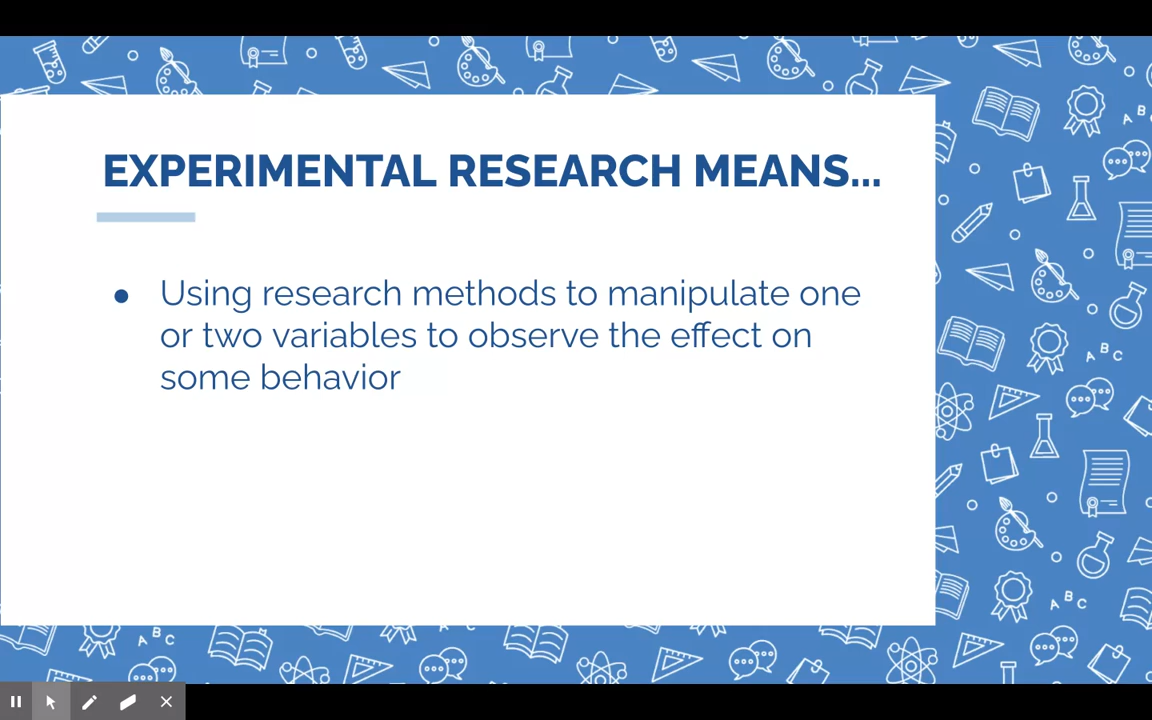 EXPERIMENTAL RESEARCH MEANS...
● Using research methods to manipulate one
or two variables to observe the effect on
some behavior